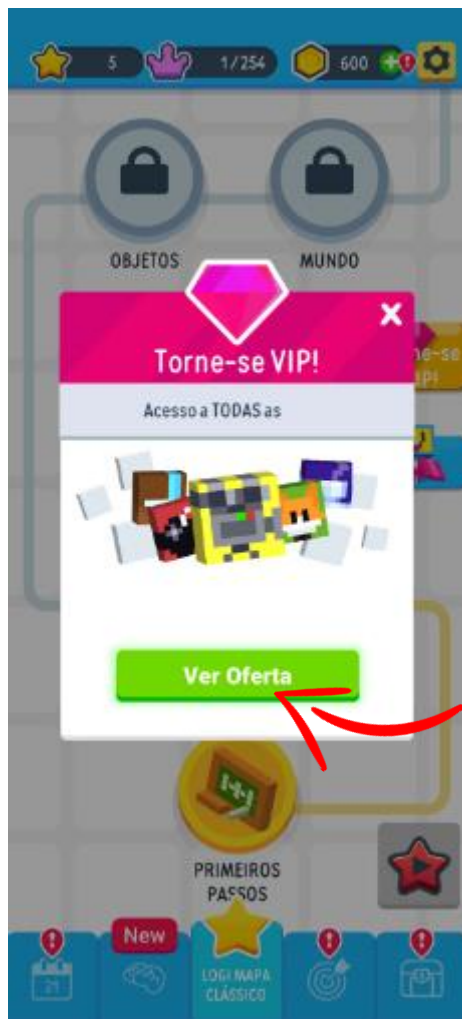 5
1/254
600
OBJETOS
MUNDO
Torne-se VIP!
Acesso a TODAS as
Ver Oferta
PRIMEIROS
PASSOS
New
21
LOGI MAPA
CLÁSSICO